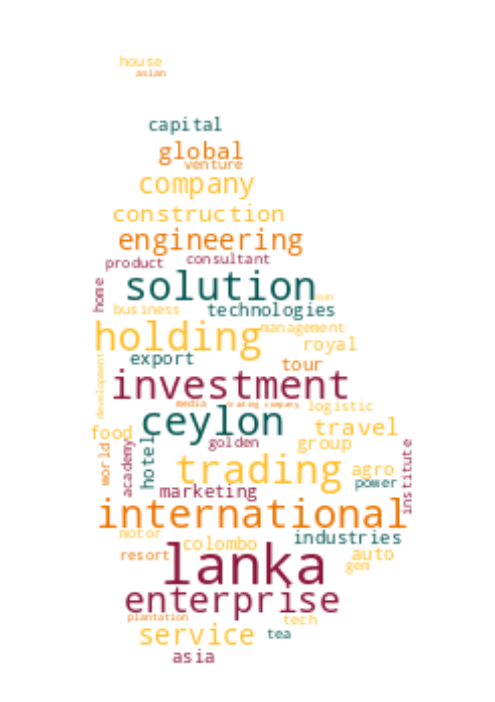 house
asian
capital
global
venture
company
construction
engineering
product consultant
solution
home
sun
business technologies
holding
management
royal
export
tour
development
investment
media trading company logistic
ceylon
travel
food
golden group
world
academy
hotel
trading
agro
power
institute
marketing
international
motor
industries
colombo
resort
auto
lanka
gem
enterprise
plantation
tech
service
tea
asia